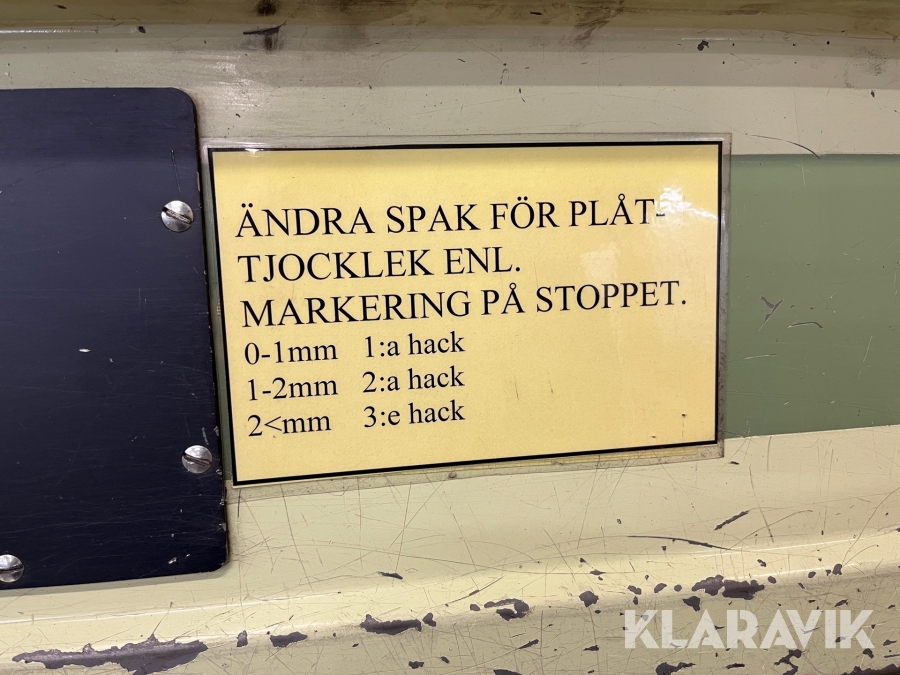 ÄNDRA SPAK FÖR PLÅT-
TJOCKLEK ENL.
MARKERING PÅ STOPPET.
0-1mm 1:a hack
1-2mm 2:a hack
2<mm 3:e hack
KLARAVIK